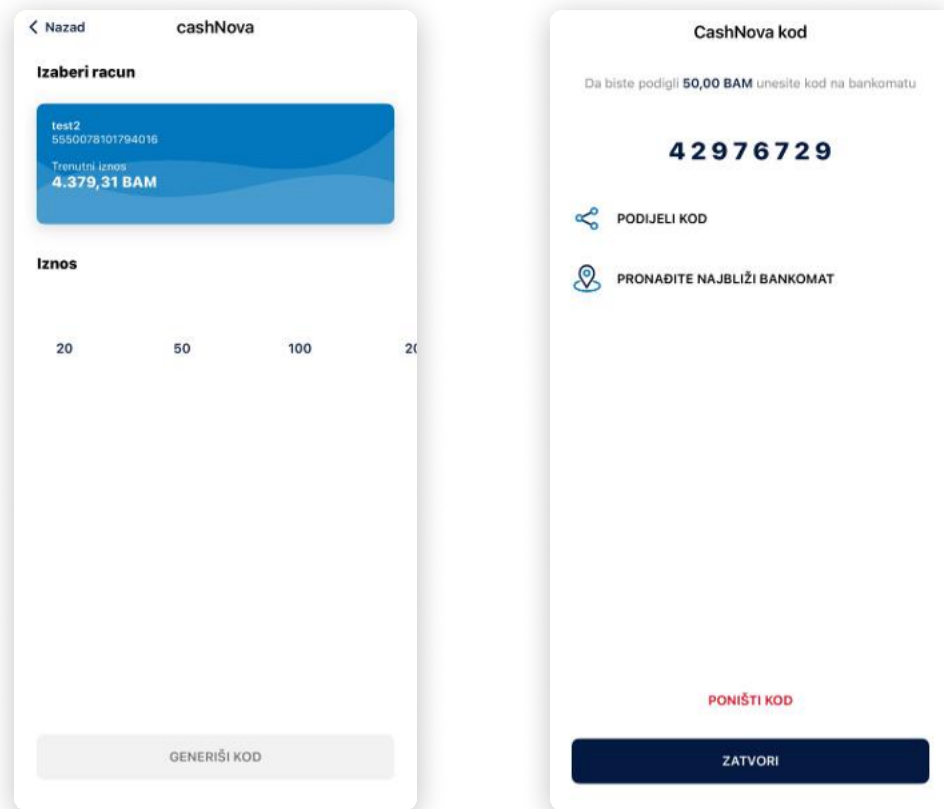 Nazad
cashNova
Izaberi racun
test2
5550078101794016
Trenutni iznos
4.379,31 BAM
Iznos
20 50 100
GENERIŠI KOD
CashNova kod
Da biste podigli 50,00 BAM unesite kod na bankomatu
42976729
PODIJELI KOD
PRONAĐITE NAJBLIŽI BANKOMAT
PONIŠTI KOD
ZATVORI